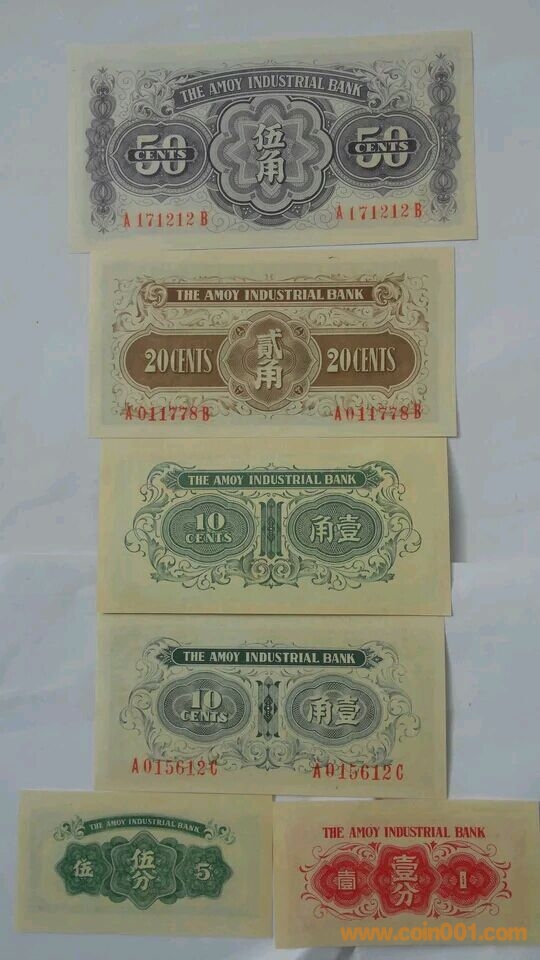 THE AMOY INDUSTRIAL BANK
50 CENTS
伍角
50 CENTS
A 171212 B
A 171212 B
THE AMOY INDUSTRIAL BANK
20 CENTS
貳角
20 CENTS
A 011778 B
A 011778 B
THE AMOY INDUSTRIAL BANK
10 CENTS
角壹
THE AMOY INDUSTRIAL BANK
10 CENTS
角壹
A 015612 C
A 015612 C
THE AMOY INDUSTRIAL BANK
伍
伍分
5
THE AMOY INDUSTRIAL BANK
壹
壹分
1
www.coin001.com